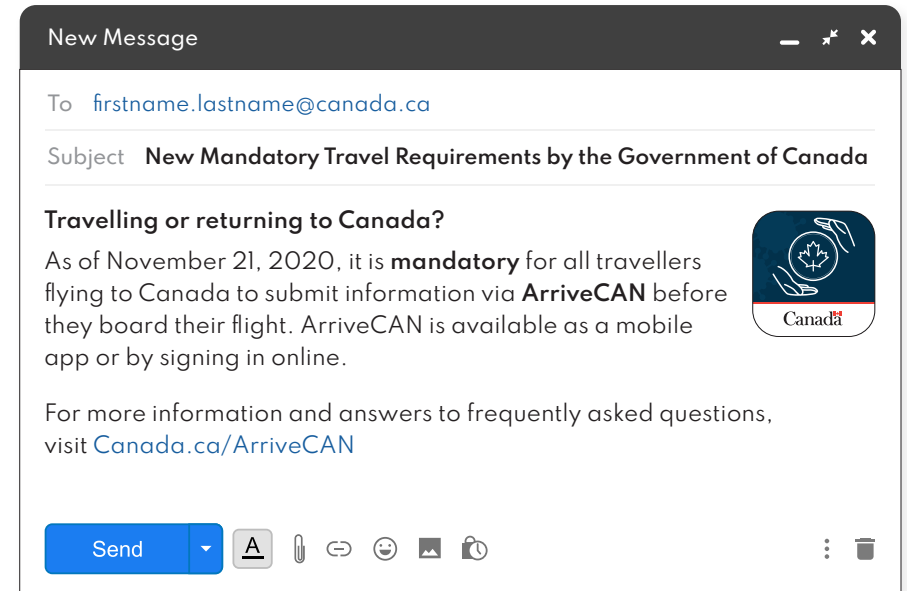 New Message
To firstname.lastname@canada.ca
Subject New Mandatory Travel Requirements by the Government of Canada
Travelling or returning to Canada?
As of November 21, 2020, it is mandatory for all travellers
flying to Canada to submit information via ArriveCAN before
they board their flight. ArriveCAN is available as a mobile
app or by signing in online.
Canada
For more information and answers to frequently asked questions,
visit Canada.ca/ArriveCAN
Send
A